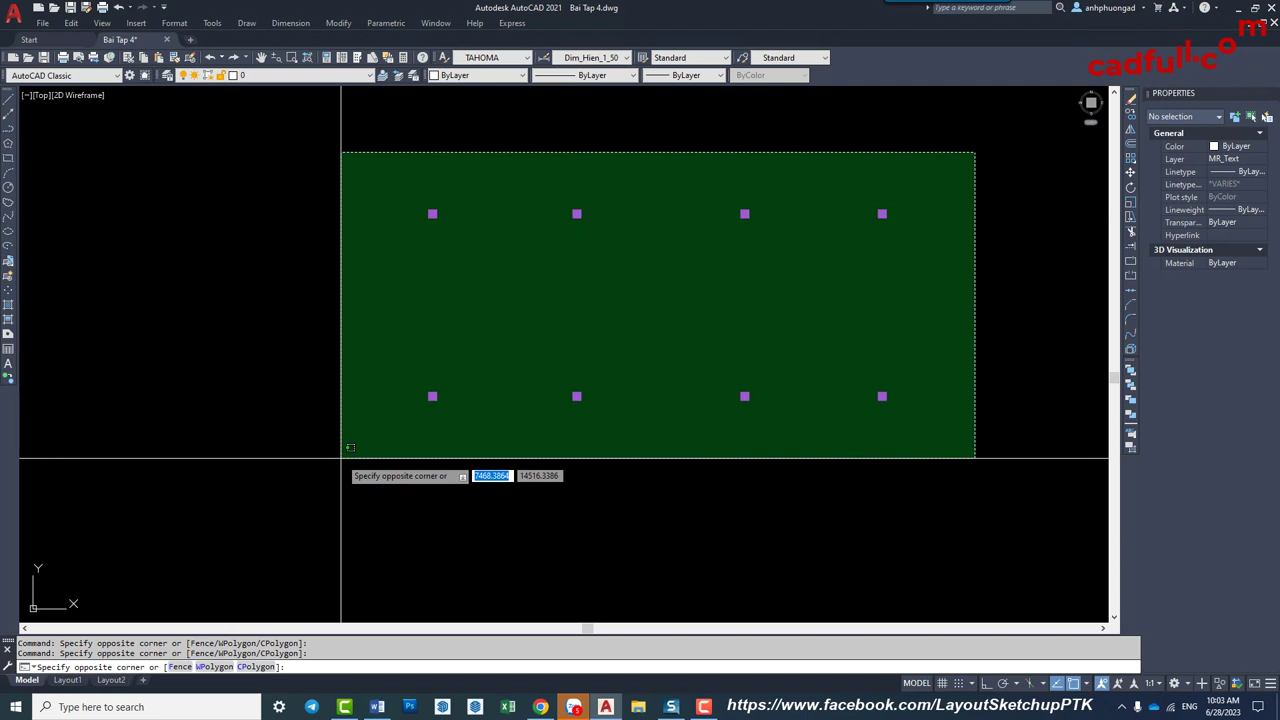 Autodesk AutoCAD 2021 Bai Tap 4.dwg
Type a keyword or phrase
anhphuongad
File Edit View Insert Format Tools Draw Dimension Modify Parametric Window Help Express
cadfull.com
Start
Bai Tap 4*
TAHOMA
Dim_Hien_1_50
Standard
Standard
AutoCAD Classic
0
ByLayer
ByLayer
ByLayer
ByColor
[−][Top][2D Wireframe]
PROPERTIES
No selection
General
Color ByLayer
Layer MR_Text
Linetype ByLay...
Linetype... *VARIES*
Plot style ByColor
Lineweight ByLay...
Transpar... ByLayer
Hyperlink
3D Visualization
Material ByLayer
Specify opposite corner or
7468.3864
14516.3386
Y
X
Command: Specify opposite corner or [Fence/WPolygon/CPolygon]:
Command: Specify opposite corner or [Fence/WPolygon/CPolygon]:
Specify opposite corner or [Fence WPolygon CPolygon]:
Model Layout1 Layout2
MODEL
1:1
Type here to search
5
https://www.facebook.com/LayoutSketchupPTK
10:03 AM
6/28/2023